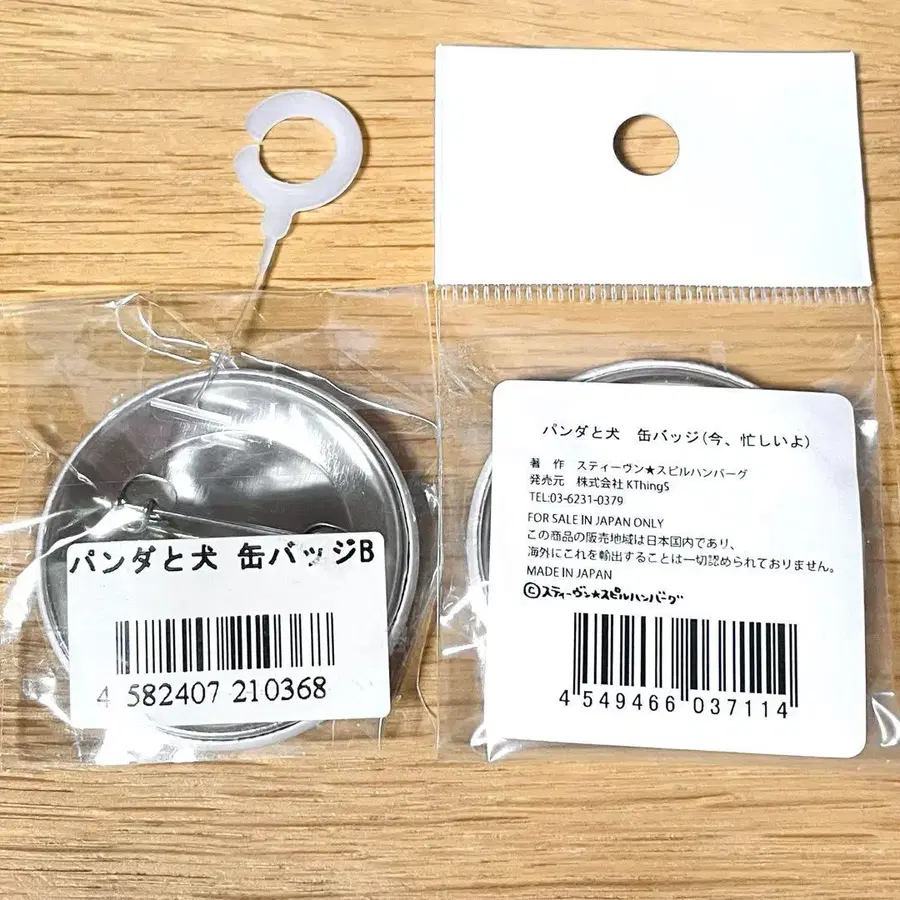 パンダと犬 缶バッジB
4 582407 210368
パンダと犬 缶バッジ(今、忙しいよ)
著 作 スティーヴン★スピルハンバーグ
発売元 株式会社 KThingS
TEL:03-6231-0379
FOR SALE IN JAPAN ONLY
この商品の販売地域は日本国内であり、
海外にこれを輸出することは一切認められておりません。
MADE IN JAPAN
©スティーヴン★スピルハンバーグ
4 549466 037114